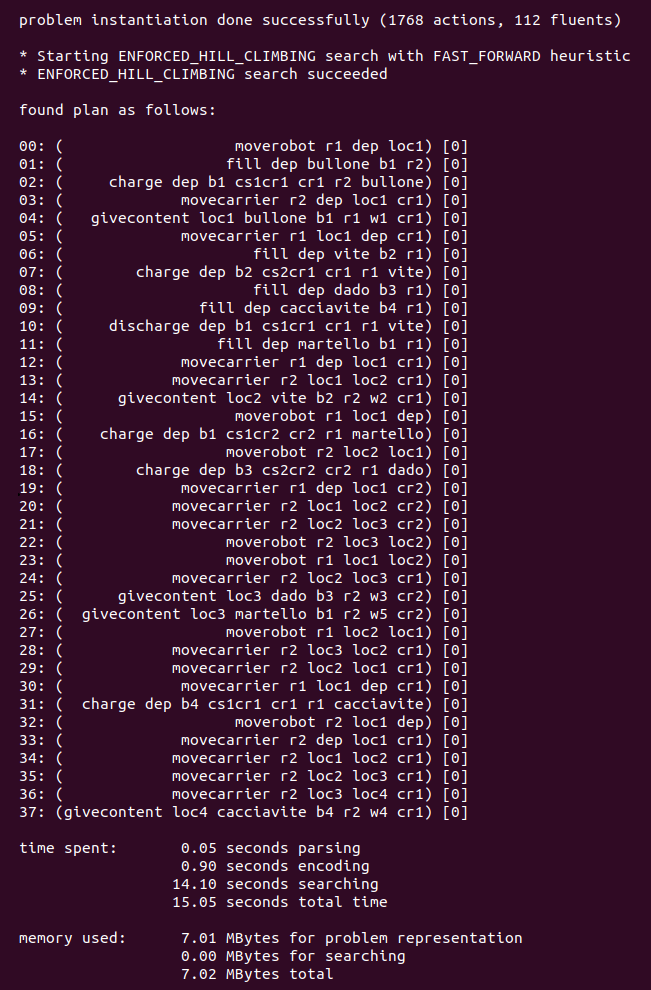 problem instantiation done successfully (1768 actions, 112 fluents)
* Starting ENFORCED_HILL_CLIMBING search with FAST_FORWARD heuristic
* ENFORCED_HILL_CLIMBING search succeeded
found plan as follows:
00: (                   moverobot r1 dep loc1) [0]
01: (                  fill dep bullone b1 r2) [0]
02: (     charge dep b1 cs1cr1 cr1 r2 bullone) [0]
03: (             movecarrier r2 dep loc1 cr1) [0]
04: (   givecontent loc1 bullone b1 r1 w1 cr1) [0]
05: (             movecarrier r1 loc1 dep cr1) [0]
06: (                     fill dep vite b2 r1) [0]
07: (        charge dep b2 cs2cr1 cr1 r1 vite) [0]
08: (                     fill dep dado b3 r1) [0]
09: (               fill dep cacciavite b4 r1) [0]
10: (     discharge dep b1 cs1cr1 cr1 r1 vite) [0]
11: (                 fill dep martello b1 r1) [0]
12: (             movecarrier r1 dep loc1 cr1) [0]
13: (            movecarrier r2 loc1 loc2 cr1) [0]
14: (      givecontent loc2 vite b2 r2 w2 cr1) [0]
15: (                   moverobot r1 loc1 dep) [0]
16: (    charge dep b1 cs1cr2 cr2 r1 martello) [0]
17: (                  moverobot r2 loc2 loc1) [0]
18: (        charge dep b3 cs2cr2 cr2 r1 dado) [0]
19: (             movecarrier r1 dep loc1 cr2) [0]
20: (            movecarrier r2 loc1 loc2 cr2) [0]
21: (            movecarrier r2 loc2 loc3 cr2) [0]
22: (                  moverobot r2 loc3 loc2) [0]
23: (                  moverobot r1 loc1 loc2) [0]
24: (            movecarrier r2 loc2 loc3 cr1) [0]
25: (      givecontent loc3 dado b3 r2 w3 cr2) [0]
26: (  givecontent loc3 martello b1 r2 w5 cr2) [0]
27: (                  moverobot r1 loc2 loc1) [0]
28: (            movecarrier r2 loc3 loc2 cr1) [0]
29: (            movecarrier r2 loc2 loc1 cr1) [0]
30: (             movecarrier r1 loc1 dep cr1) [0]
31: (  charge dep b4 cs1cr1 cr1 r1 cacciavite) [0]
32: (                   moverobot r2 loc1 dep) [0]
33: (             movecarrier r2 dep loc1 cr1) [0]
34: (            movecarrier r2 loc1 loc2 cr1) [0]
35: (            movecarrier r2 loc2 loc3 cr1) [0]
36: (            movecarrier r2 loc3 loc4 cr1) [0]
37: (givecontent loc4 cacciavite b4 r2 w4 cr1) [0]
time spent:       0.05 seconds parsing
                  0.90 seconds encoding
                 14.10 seconds searching
                 15.05 seconds total time
memory used:      7.01 MBytes for problem representation
                  0.00 MBytes for searching
                  7.02 MBytes total